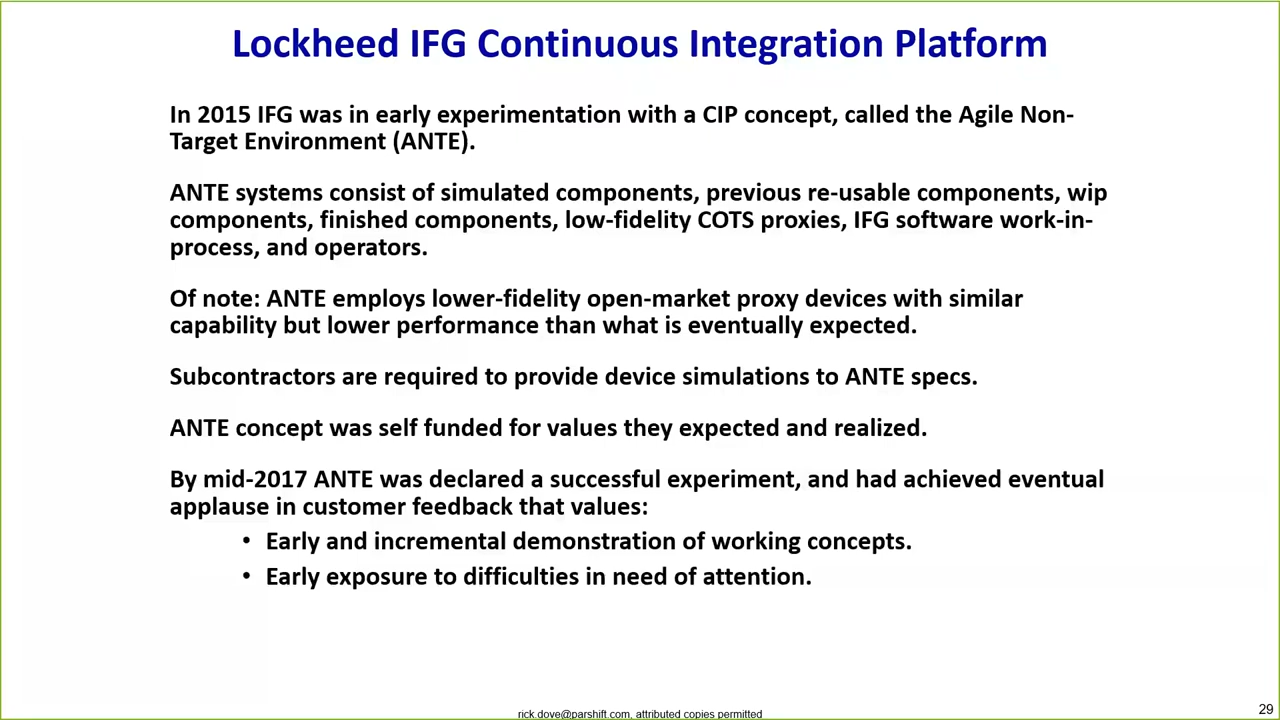 Lockheed IFG Continuous Integration Platform
In 2015 IFG was in early experimentation with a CIP concept, called the Agile Non-
Target Environment (ANTE).
ANTE systems consist of simulated components, previous re-usable components, wip
components, finished components, low-fidelity COTS proxies, IFG software work-in-
process, and operators.
Of note: ANTE employs lower-fidelity open-market proxy devices with similar
capability but lower performance than what is eventually expected.
Subcontractors are required to provide device simulations to ANTE specs.
ANTE concept was self funded for values they expected and realized.
By mid-2017 ANTE was declared a successful experiment, and had achieved eventual
applause in customer feedback that values:
• Early and incremental demonstration of working concepts.
• Early exposure to difficulties in need of attention.
rick.dove@parshift.com, attributed copies permitted
29